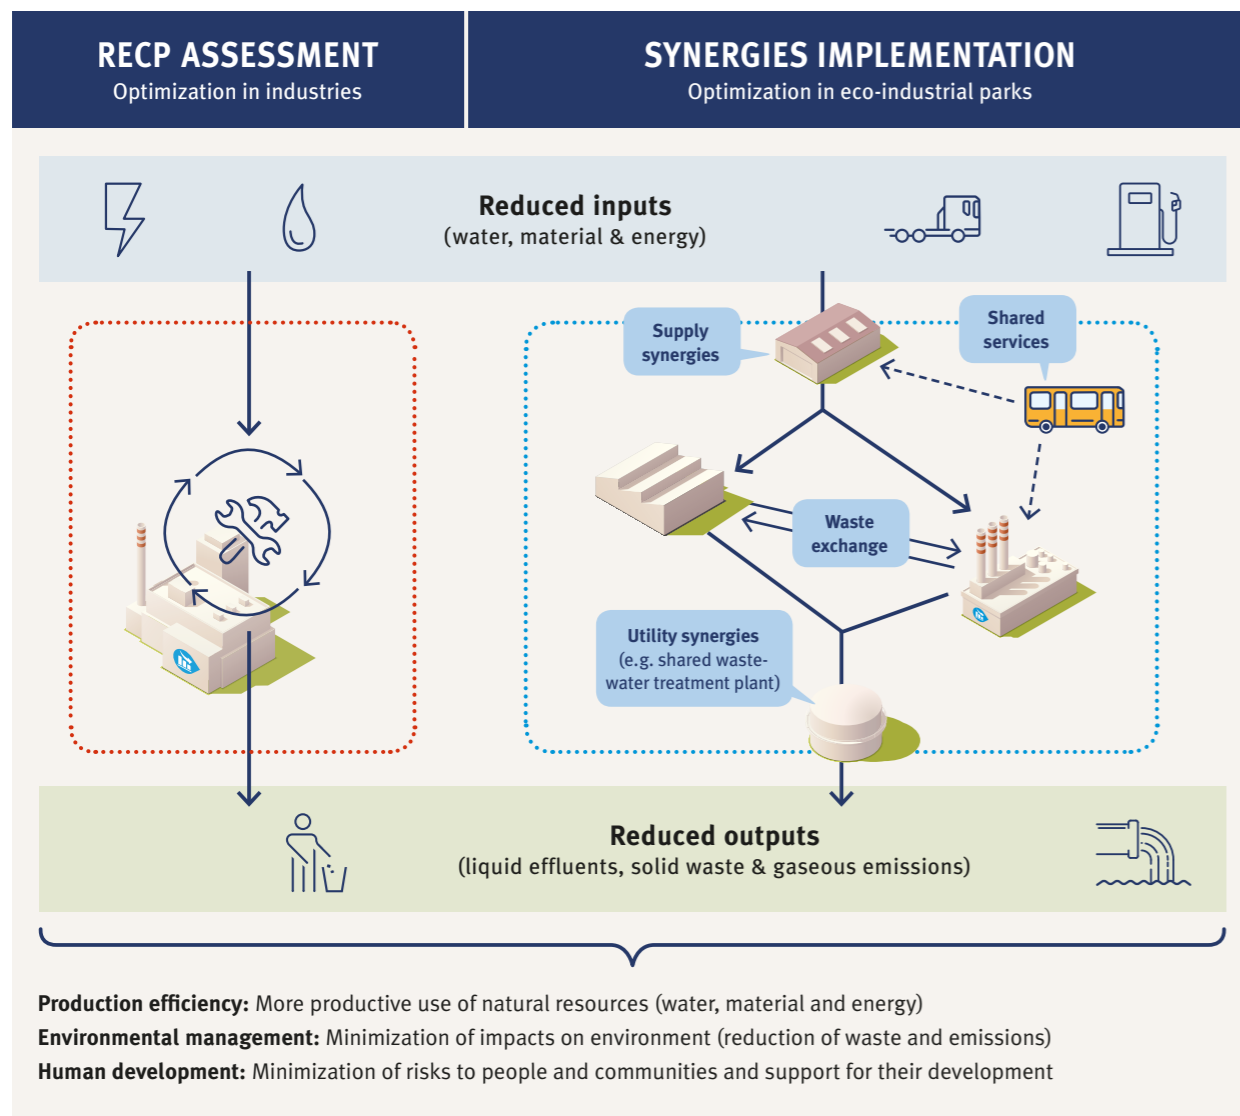 RECP ASSESSMENT
Optimization in industries
SYNERGIES IMPLEMENTATION
Optimization in eco-industrial parks
Reduced inputs
(water, material & energy)
Supply
synergies
Shared
services
Waste
exchange
Utility synergies
(e.g. shared waste-
water treatment plant)
Reduced outputs
(liquid effluents, solid waste & gaseous emissions)
Production efficiency: More productive use of natural resources (water, material and energy)
Environmental management: Minimization of impacts on environment (reduction of waste and emissions)
Human development: Minimization of risks to people and communities and support for their development